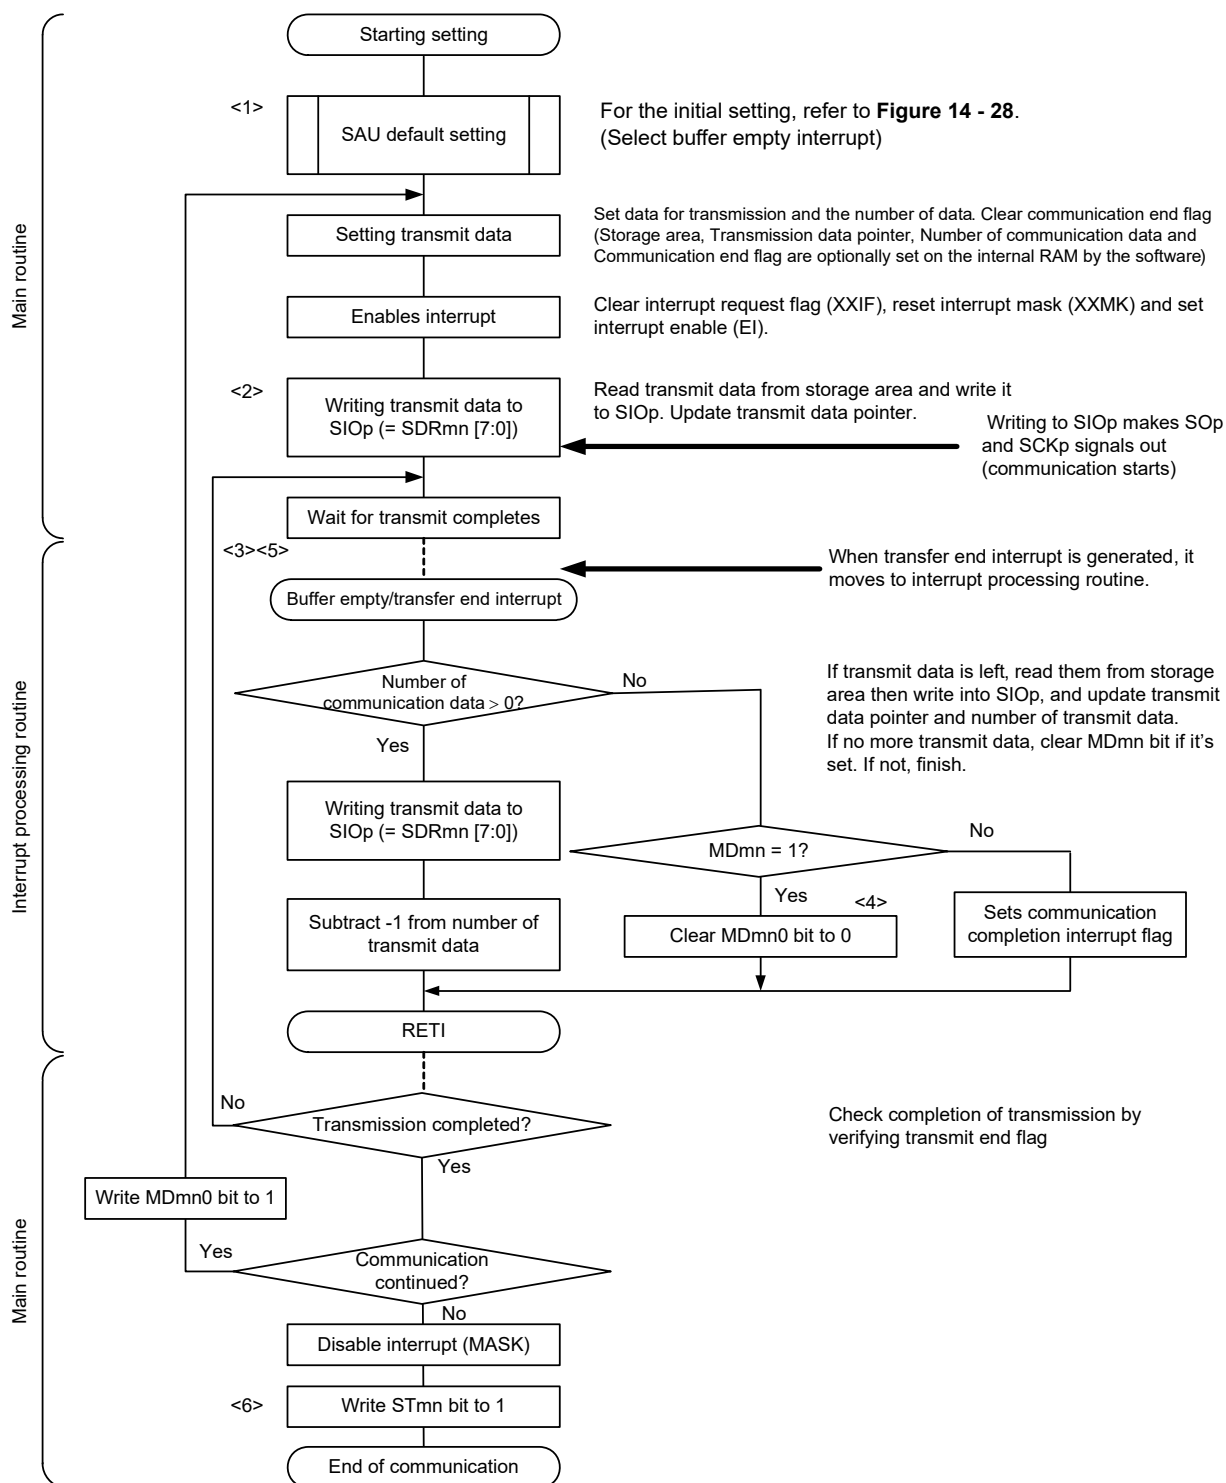 Starting setting
<1>
SAU default setting
For the initial setting, refer to Figure 14 - 28.
(Select buffer empty interrupt)
Main routine
Setting transmit data
Set data for transmission and the number of data. Clear communication end flag
(Storage area, Transmission data pointer, Number of communication data and
Communication end flag are optionally set on the internal RAM by the software)
Enables interrupt
Clear interrupt request flag (XXIF), reset interrupt mask (XXMK) and set
interrupt enable (EI).
<2>
Writing transmit data to
SIOp (= SDRmn [7:0])
Read transmit data from storage area and write it
to SIOp. Update transmit data pointer.
Writing to SIOp makes SOp
and SCKp signals out
(communication starts)
Wait for transmit completes
<3><5>
When transfer end interrupt is generated, it
moves to interrupt processing routine.
Buffer empty/transfer end interrupt
Interrupt processing routine
Number of
communication data > 0?
No
If transmit data is left, read them from storage
area then write into SIOp, and update transmit
data pointer and number of transmit data.
If no more transmit data, clear MDmn bit if it's
set. If not, finish.
Yes
Writing transmit data to
SIOp (= SDRmn [7:0])
MDmn = 1?
No
Yes
<4>
Subtract -1 from number of
transmit data
Clear MDmn0 bit to 0
Sets communication
completion interrupt flag
RETI
Main routine
No
Transmission completed?
Check completion of transmission by
verifying transmit end flag
Yes
Write MDmn0 bit to 1
Yes
Communication
continued?
No
Disable interrupt (MASK)
<6>
Write STmn bit to 1
End of communication